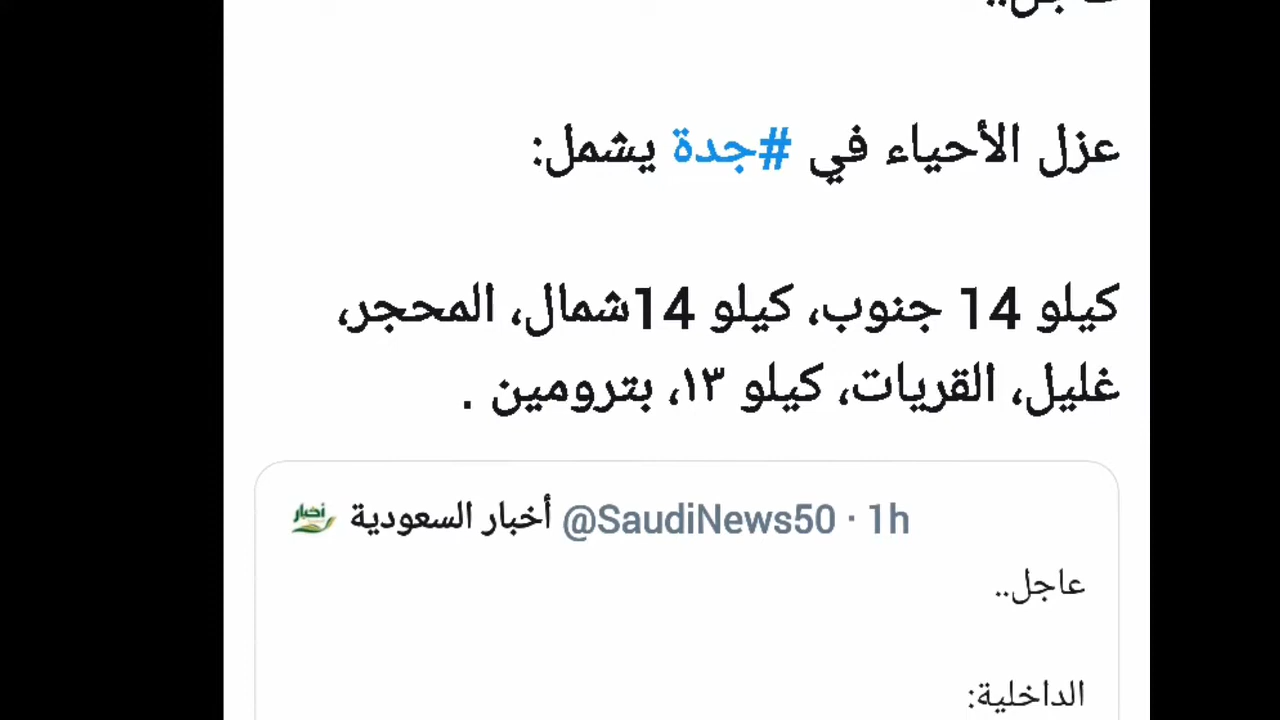 عاجل..
عزل الأحياء في #جدة يشمل:
كيلو 14 جنوب، كيلو 14شمال، المحجر،
غليل، القريات، كيلو ١٣، بترومين .
أخبار السعودية @SaudiNews50 · 1h
عاجل..
الداخلية: